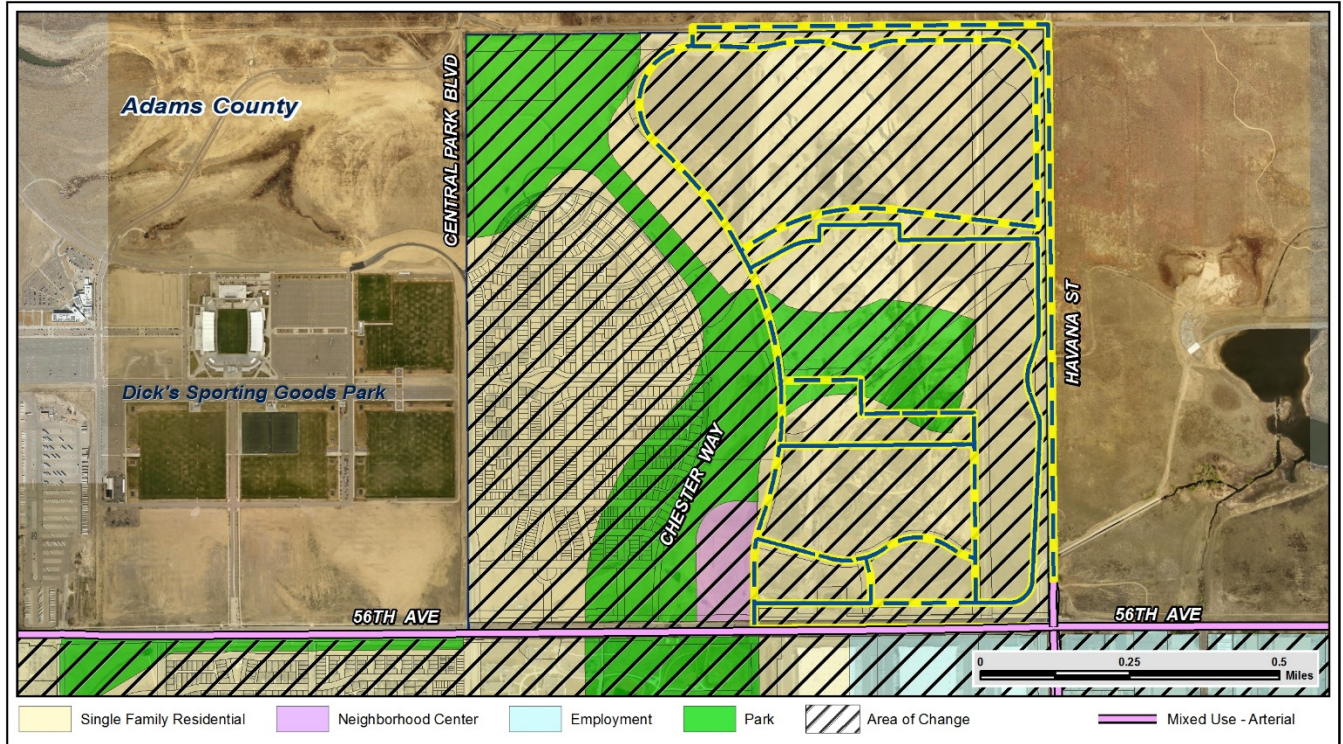 Adams County
CENTRAL PARK BLVD
Dick's Sporting Goods Park
CHESTER WAY
HAVANA ST
56TH AVE
56TH AVE
0 0.25 0.5
Miles
Single Family Residential
Neighborhood Center
Employment
Park
Area of Change
Mixed Use - Arterial